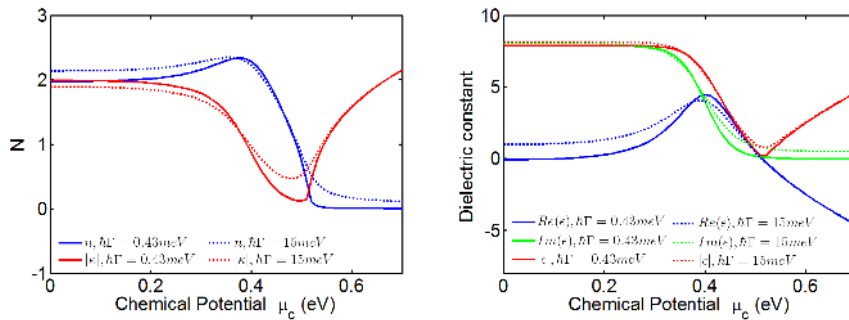 3
2
1
0
-1
N
0 0.2 0.4 0.6
Chemical Potential μc (eV)
n, ħΓ = 0.43meV
n, ħΓ = 15meV
|κ|, ħΓ = 0.43meV
κ|, ħΓ = 15meV
10
5
0
-5
Dielectric constant
0 0.2 0.4 0.6
Chemical Potential μc (eV)
Re(ϵ), ħΓ = 0.43meV
Re(ϵ), ħΓ = 15meV
Im(ϵ), ħΓ = 0.43meV
Im(ϵ), ħΓ = 15meV
ϵ , ħΓ 0.43meV
|ϵ|, ħΓ = 15meV